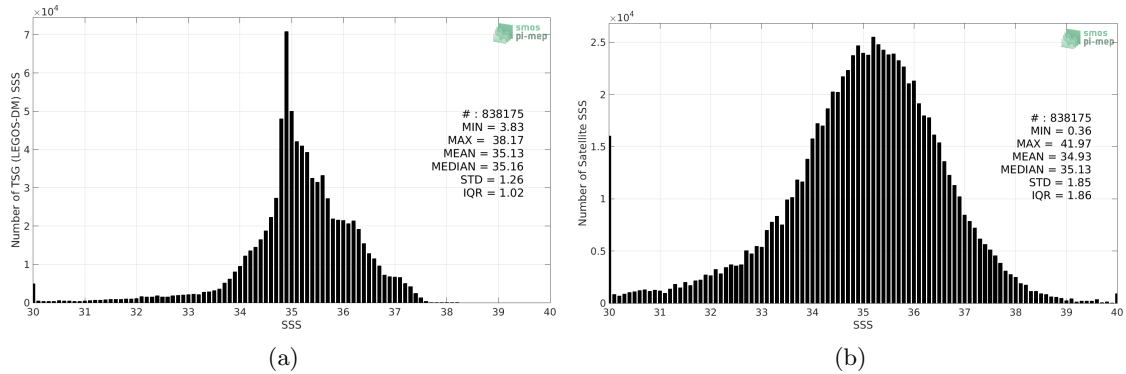 ×10⁴
smos
pi-mep
7
6
5
4
3
2
1
0
Number of TSG (LEGOS-DM) SSS
# : 838175
MIN = 3.83
MAX = 38.17
MEAN = 35.13
MEDIAN = 35.16
STD = 1.26
IQR = 1.02
30 31 32 33 34 35 36 37 38 39 40
SSS
(a)
×10⁴
smos
pi-mep
2.5
2
1.5
1
0.5
0
Number of Satellite SSS
# : 838175
MIN = 0.36
MAX = 41.97
MEAN = 34.93
MEDIAN = 35.13
STD = 1.85
IQR = 1.86
30 31 32 33 34 35 36 37 38 39 40
SSS
(b)